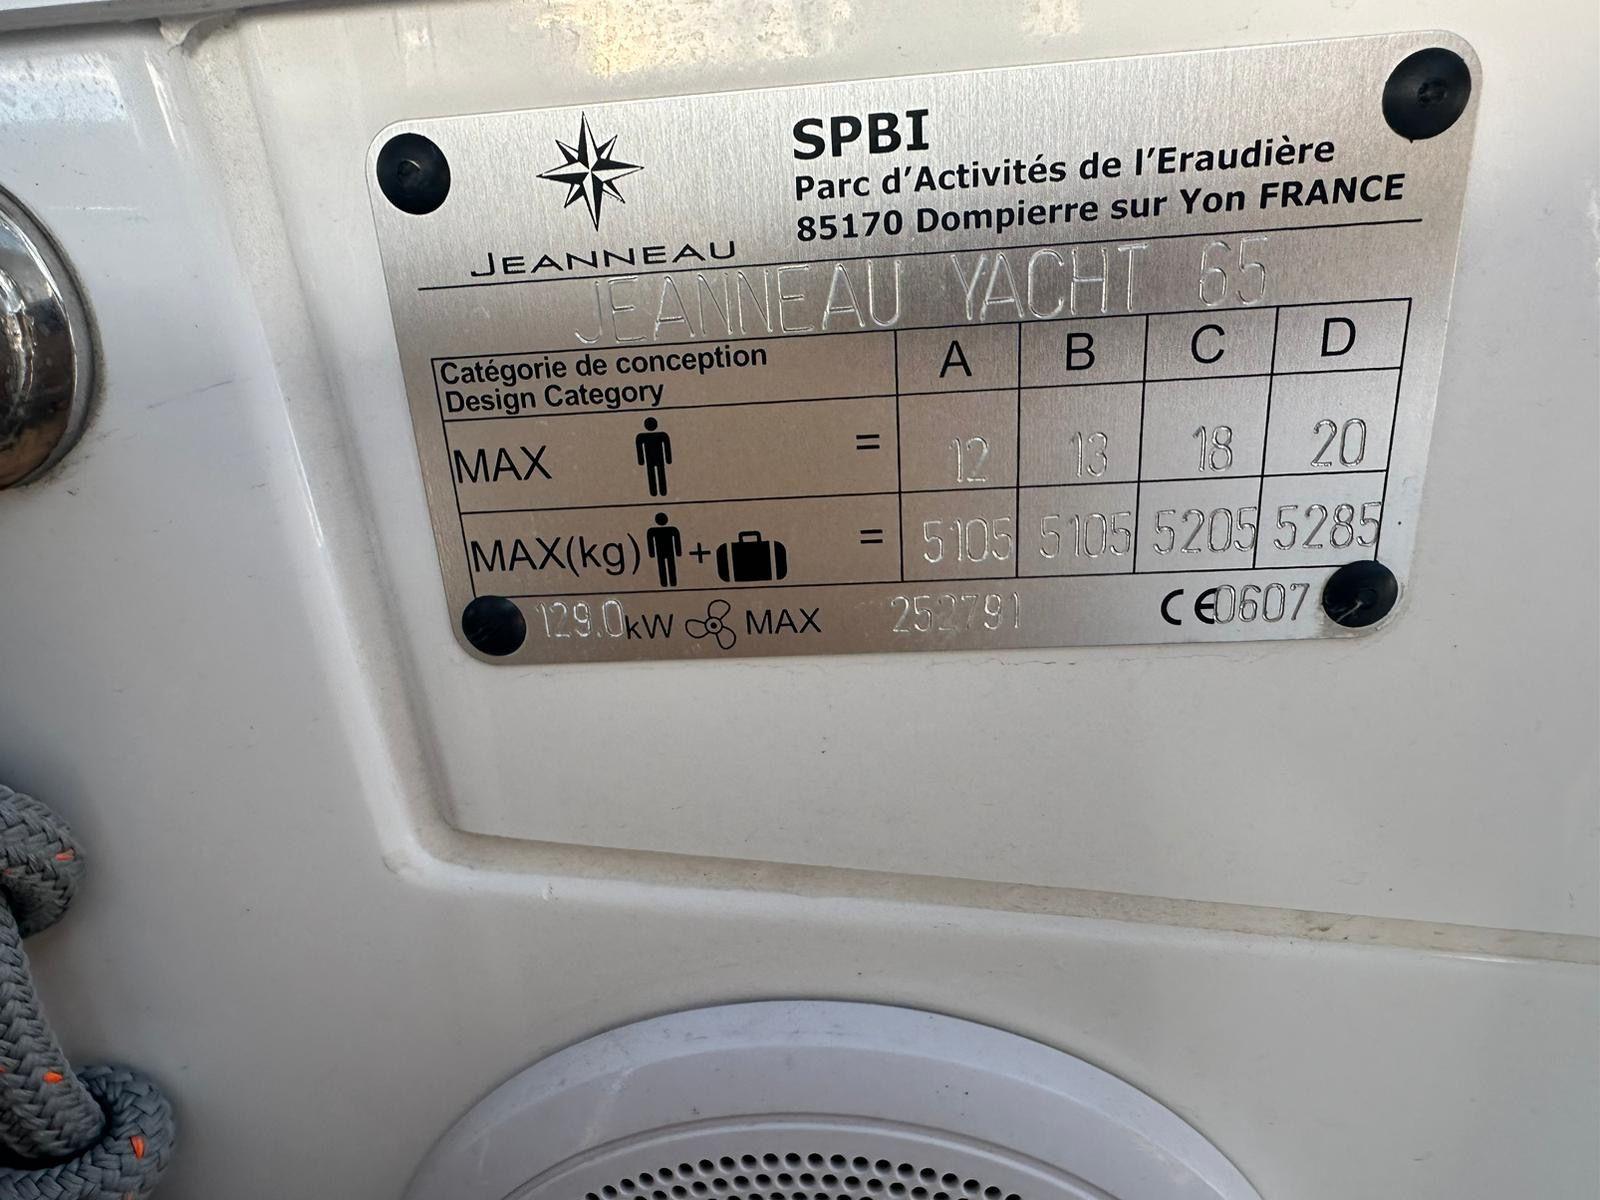 SPBI
Parc d'Activités de l'Eraudière
85170 Dompierre sur Yon FRANCE
JEANNEAU
JEANNEAU YACHT 65
Catégorie de conception
Design Category
A B C D
MAX = 12 13 18 20
MAX(kg) + = 5105 5105 5205 5285
129.0kW MAX 252791 CE0607